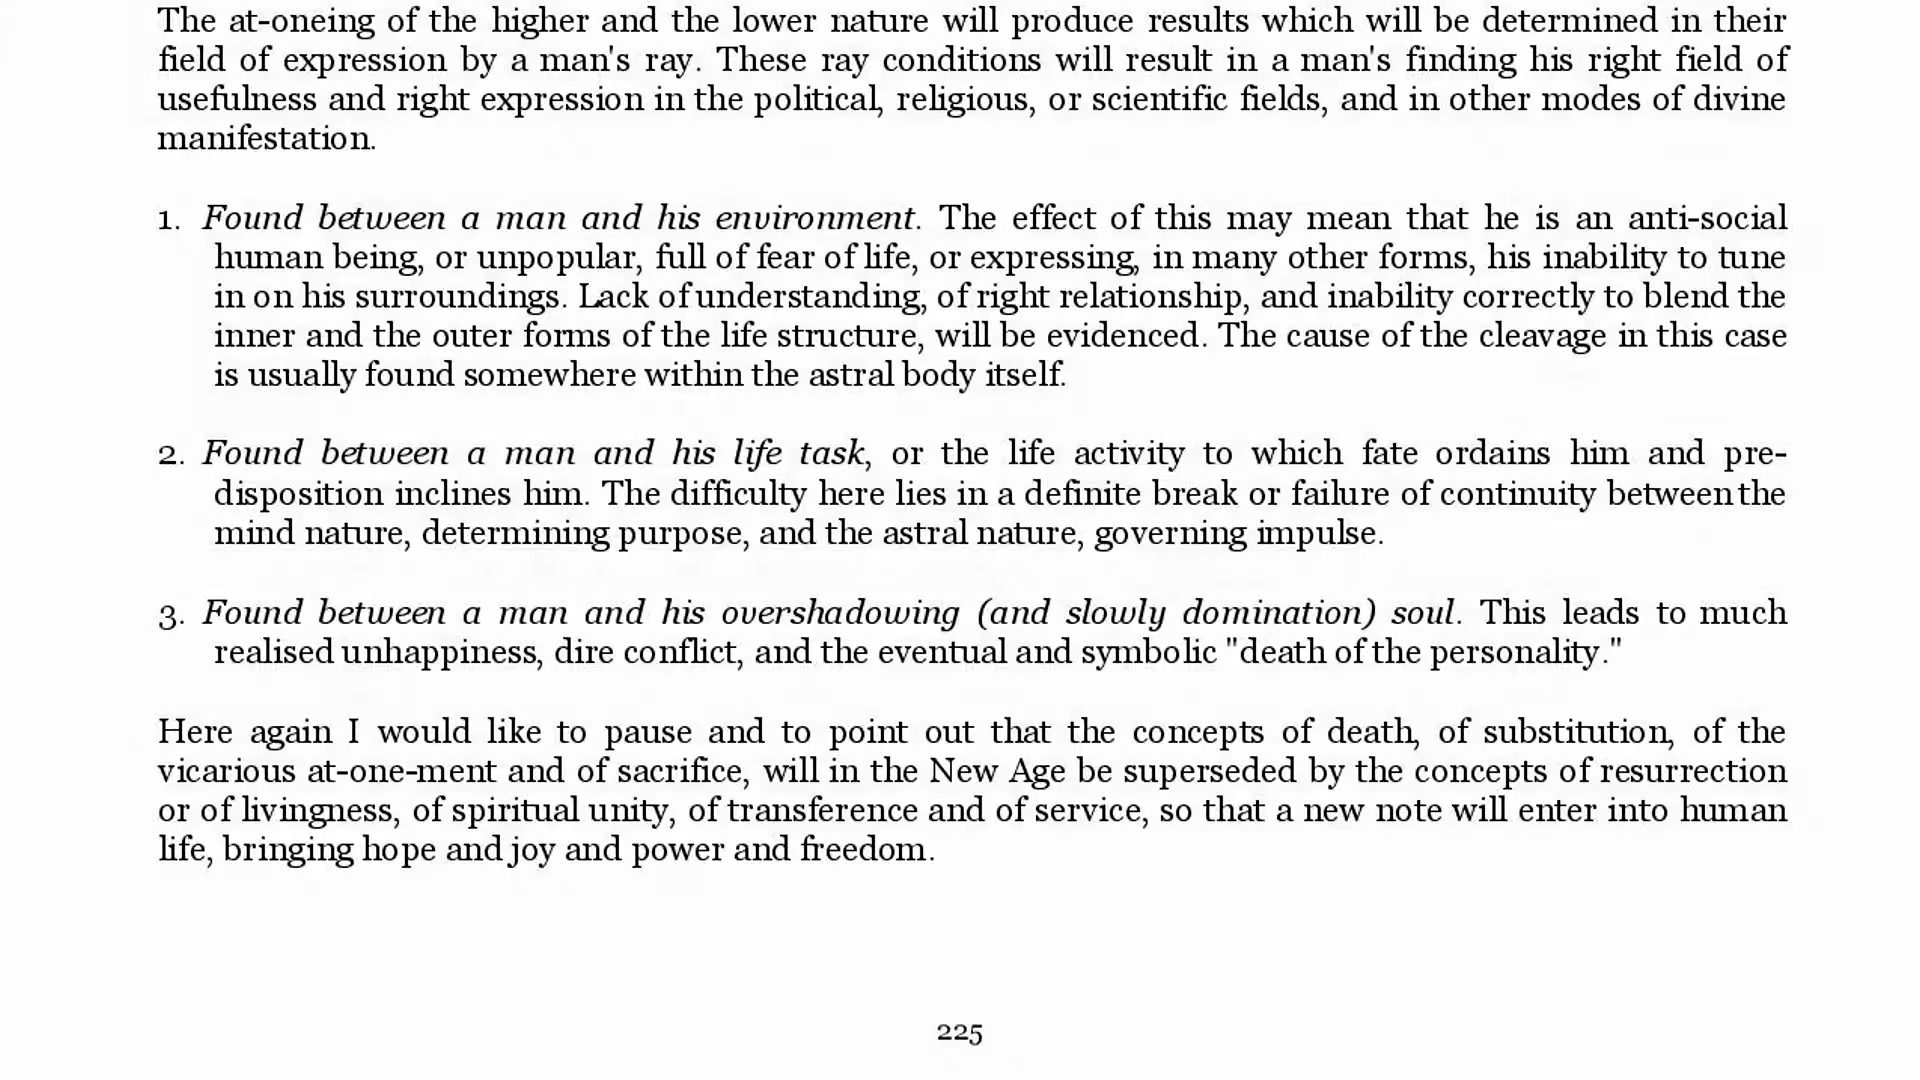 The at-oneing of the higher and the lower nature will produce results which will be determined in their
field of expression by a man's ray. These ray conditions will result in a man's finding his right field of
usefulness and right expression in the political, religious, or scientific fields, and in other modes of divine
manifestation.
1. Found between a man and his environment. The effect of this may mean that he is an anti-social
human being, or unpopular, full of fear of life, or expressing, in many other forms, his inability to tune
in on his surroundings. Lack of understanding, of right relationship, and inability correctly to blend the
inner and the outer forms of the life structure, will be evidenced. The cause of the cleavage in this case
is usually found somewhere within the astral body itself.
2. Found between a man and his life task, or the life activity to which fate ordains him and pre-
disposition inclines him. The difficulty here lies in a definite break or failure of continuity between the
mind nature, determining purpose, and the astral nature, governing impulse.
3. Found between a man and his overshadowing (and slowly domination) soul. This leads to much
realised unhappiness, dire conflict, and the eventual and symbolic "death of the personality."
Here again I would like to pause and to point out that the concepts of death, of substitution, of the
vicarious at-one-ment and of sacrifice, will in the New Age be superseded by the concepts of resurrection
or of livingness, of spiritual unity, of transference and of service, so that a new note will enter into human
life, bringing hope and joy and power and freedom.
225